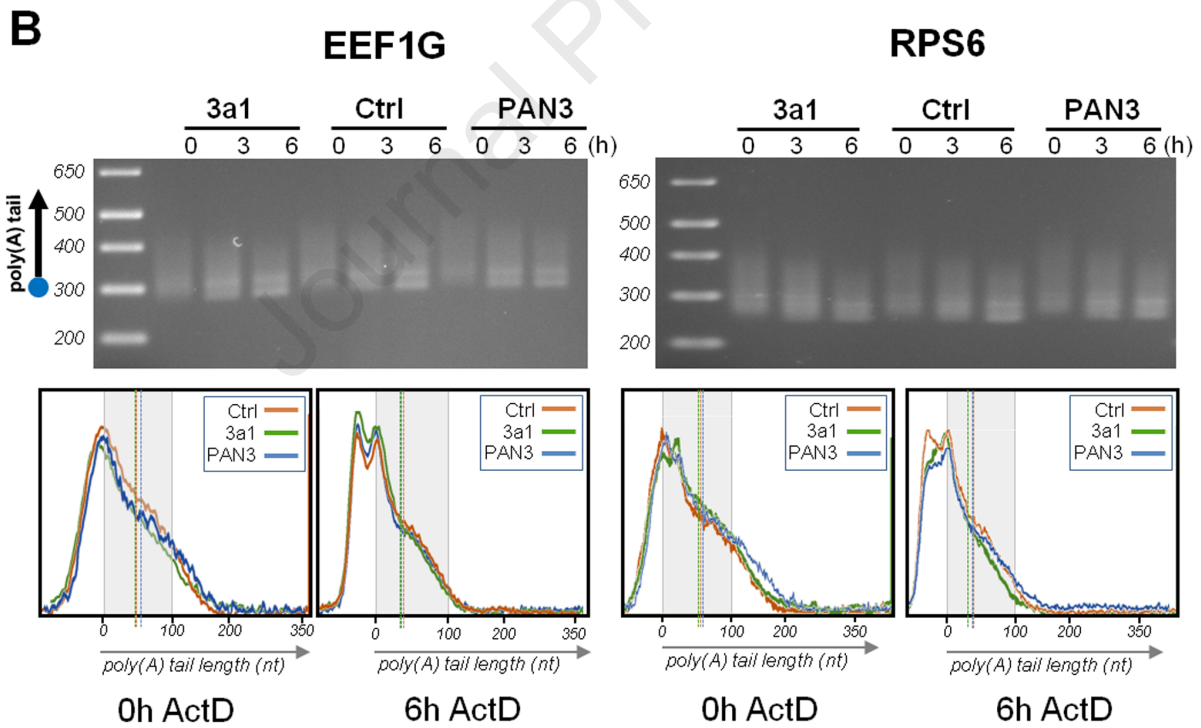 B
EEF1G
RPS6
3a1 Ctrl PAN3
0 3 6 0 3 6 0 3 6 (h)
3a1 Ctrl PAN3
0 3 6 0 3 6 0 3 6 (h)
poly(A) tail
650
500
400
300
200
650
500
400
300
200
Journal Pr
Ctrl
3a1
PAN3
0 100 200 350
poly(A) tail length (nt)
0h ActD
Ctrl
3a1
PAN3
0 100 200 350
poly(A) tail length (nt)
6h ActD
Ctrl
3a1
PAN3
0 100 200 350
poly(A) tail length (nt)
0h ActD
Ctrl
3a1
PAN3
0 100 200 350
poly(A) tail length (nt)
6h ActD